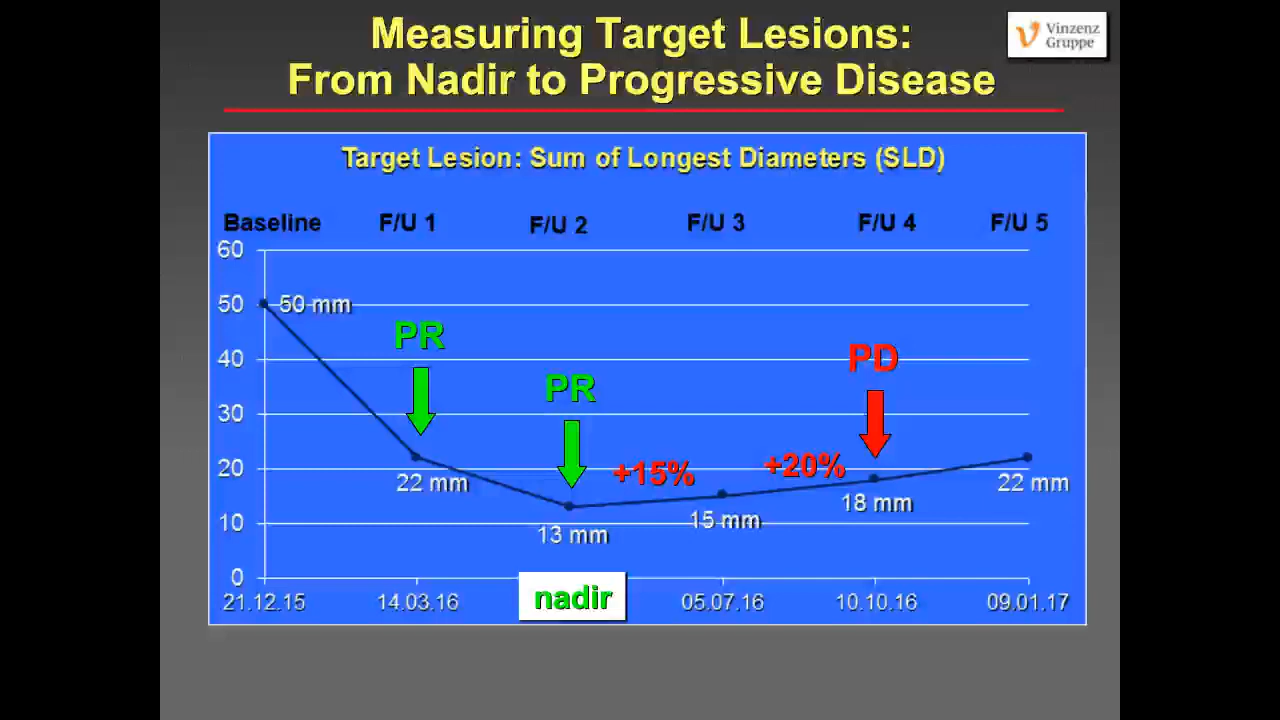 Measuring Target Lesions:
From Nadir to Progressive Disease
Vinzenz
Gruppe
Target Lesion: Sum of Longest Diameters (SLD)
Baseline F/U 1 F/U 2 F/U 3 F/U 4 F/U 5
60
50 50 mm
PR
40 PD
PR
30
+15% +20%
20
22 mm 22 mm
18 mm
15 mm
10
13 mm
0
21.12.15 14.03.16 nadir 05.07.16 10.10.16 09.01.17